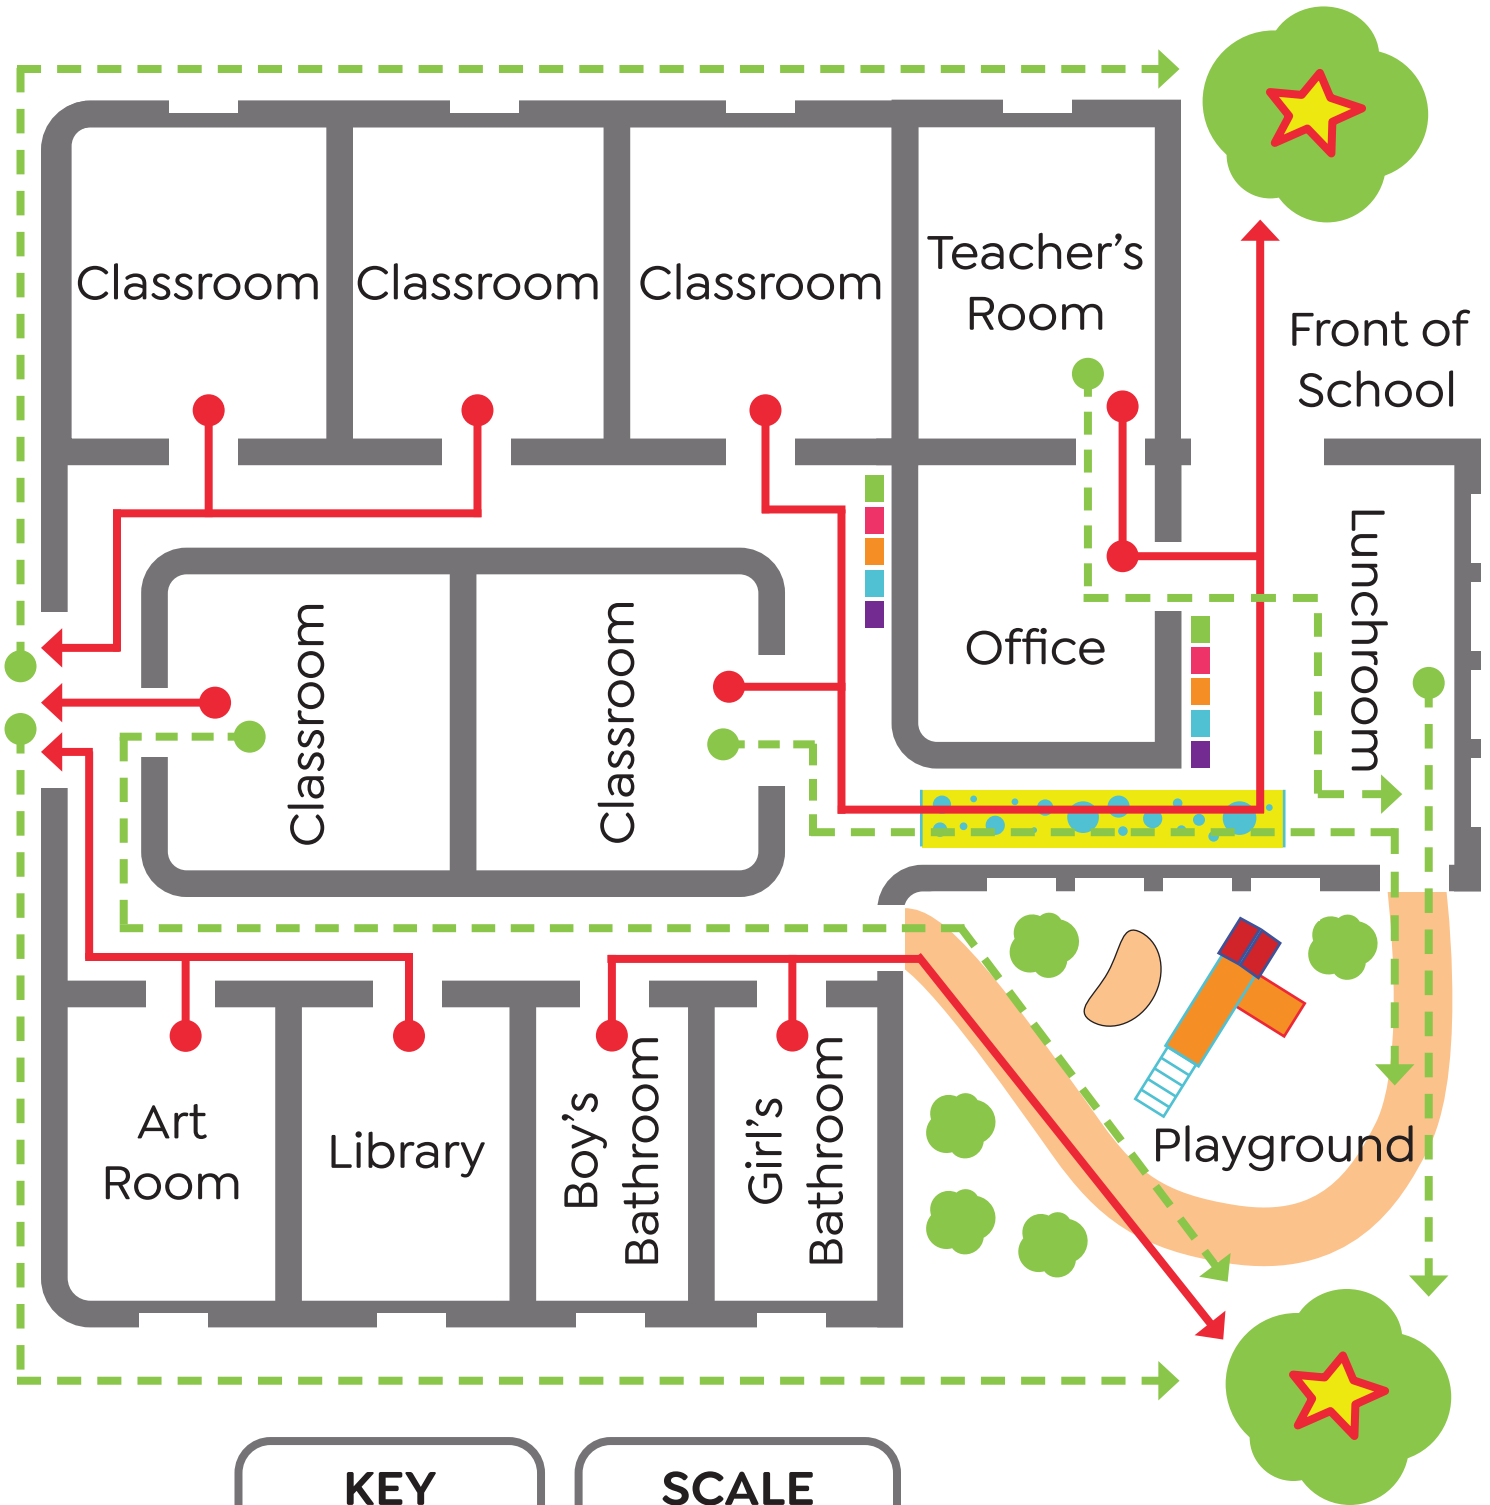 Classroom
Classroom
Classroom
Teacher's
Room
Front of
School
Lunchroom
Classroom
Classroom
Office
Art
Room
Library
Boy's
Bathroom
Girl's
Bathroom
Playground
KEY
SCALE